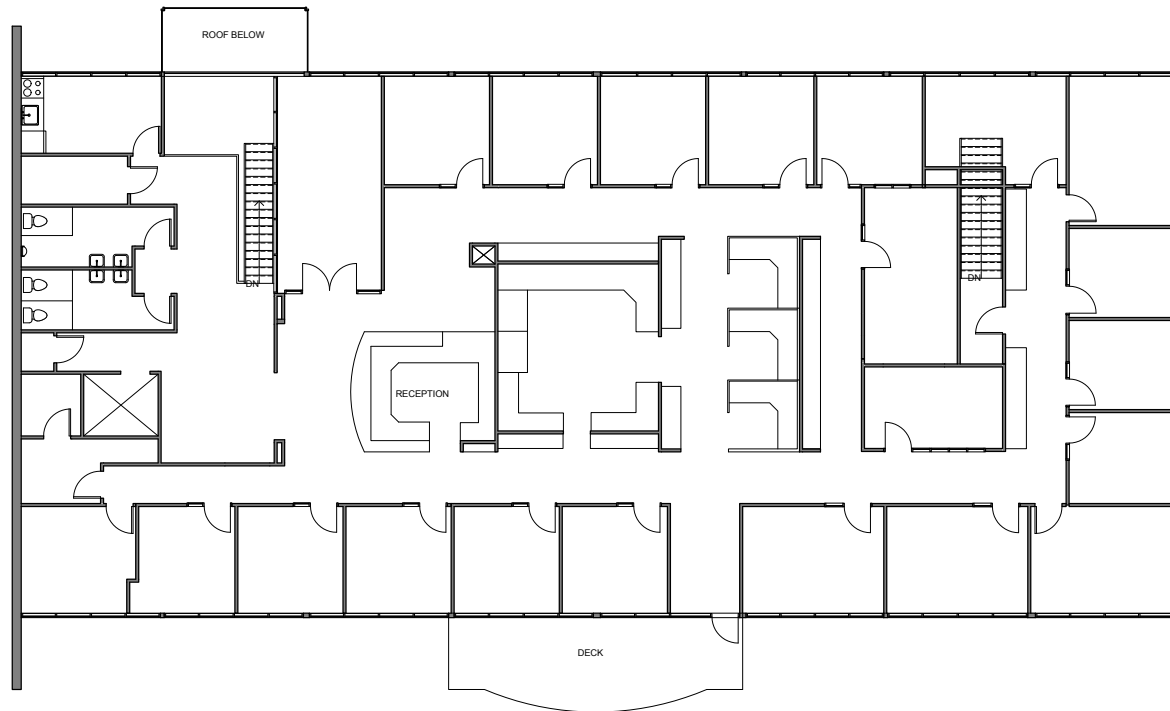 ROOF BELOW
DN
DN
RECEPTION
DECK